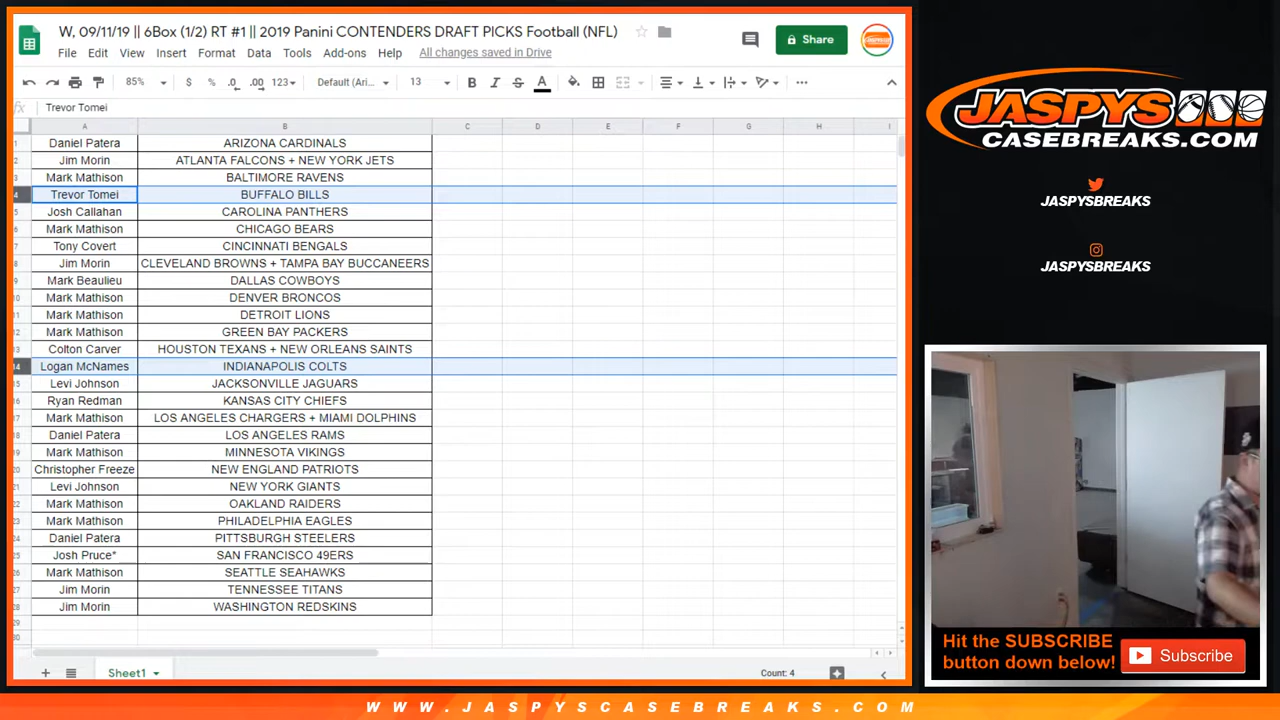 W, 09/11/19 || 6Box (1/2) RT #1 || 2019 Panini CONTENDERS DRAFT PICKS Football (NFL)
File Edit View Insert Format Data Tools Add-ons Help All changes saved in Drive
Share
85% $ % .0 .00 123 Default (Ari... 13 B I S A
fx Trevor Tomei
A B C D E F G H I
1 Daniel Patera ARIZONA CARDINALS
2 Jim Morin ATLANTA FALCONS + NEW YORK JETS
3 Mark Mathison BALTIMORE RAVENS
4 Trevor Tomei BUFFALO BILLS
5 Josh Callahan CAROLINA PANTHERS
6 Mark Mathison CHICAGO BEARS
7 Tony Covert CINCINNATI BENGALS
8 Jim Morin CLEVELAND BROWNS + TAMPA BAY BUCCANEERS
9 Mark Beaulieu DALLAS COWBOYS
10 Mark Mathison DENVER BRONCOS
11 Mark Mathison DETROIT LIONS
12 Mark Mathison GREEN BAY PACKERS
13 Colton Carver HOUSTON TEXANS + NEW ORLEANS SAINTS
14 Logan McNames INDIANAPOLIS COLTS
15 Levi Johnson JACKSONVILLE JAGUARS
16 Ryan Redman KANSAS CITY CHIEFS
17 Mark Mathison LOS ANGELES CHARGERS + MIAMI DOLPHINS
18 Daniel Patera LOS ANGELES RAMS
19 Mark Mathison MINNESOTA VIKINGS
20 Christopher Freeze NEW ENGLAND PATRIOTS
21 Levi Johnson NEW YORK GIANTS
22 Mark Mathison OAKLAND RAIDERS
23 Mark Mathison PHILADELPHIA EAGLES
24 Daniel Patera PITTSBURGH STEELERS
25 Josh Pruce* SAN FRANCISCO 49ERS
26 Mark Mathison SEATTLE SEAHAWKS
27 Jim Morin TENNESSEE TITANS
28 Jim Morin WASHINGTON REDSKINS
29
30
Sheet1
Count: 4
JASPYS
CASEBREAKS.COM
JASPYSBREAKS
JASPYSBREAKS
Hit the SUBSCRIBE
button down below!
Subscribe
WWW.JASPYSCASEBREAKS.COM